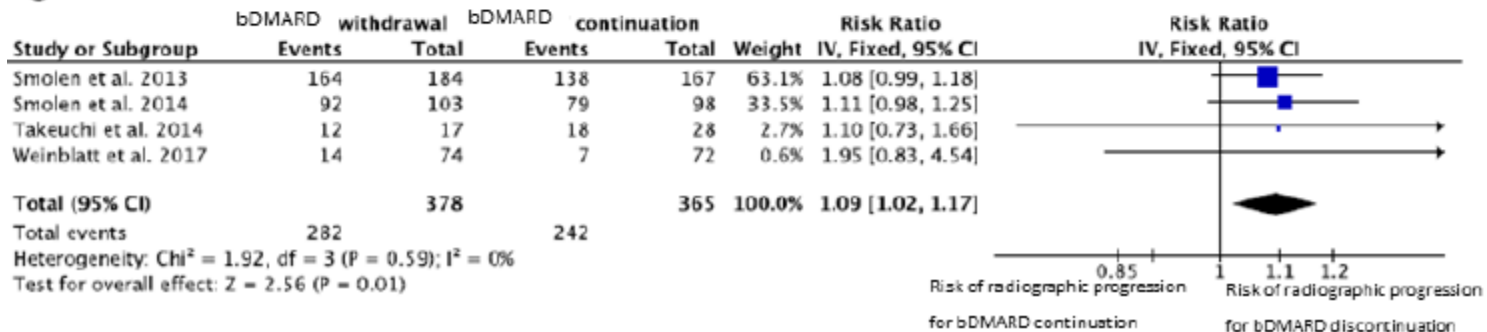 bDMARD withdrawal bDMARD continuation Risk Ratio Risk Ratio
Study or Subgroup Events Total Events Total Weight IV, Fixed, 95% CI IV, Fixed, 95% CI
Smolen et al. 2013 164 184 138 167 63.1% 1.08 [0.99, 1.18]
Smolen et al. 2014 92 103 79 98 33.5% 1.11 [0.98, 1.25]
Takeuchi et al. 2014 12 17 18 28 2.7% 1.10 [0.73, 1.66]
Weinblatt et al. 2017 14 74 7 72 0.6% 1.95 [0.83, 4.54]
Total (95% CI) 378 365 100.0% 1.09 [1.02, 1.17]
Total events 282 242
Heterogeneity: Chi² = 1.92, df = 3 (P = 0.59); I² = 0%
Test for overall effect: Z = 2.56 (P = 0.01)
0.85 1 1.1 1.2
Risk of radiographic progression Risk of radiographic progression
for bDMARD continuation for bDMARD discontinuation